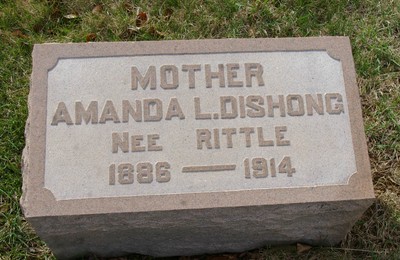 MOTHER
AMANDA L. DISHONG
NEE RITTLE
1886 — 1914